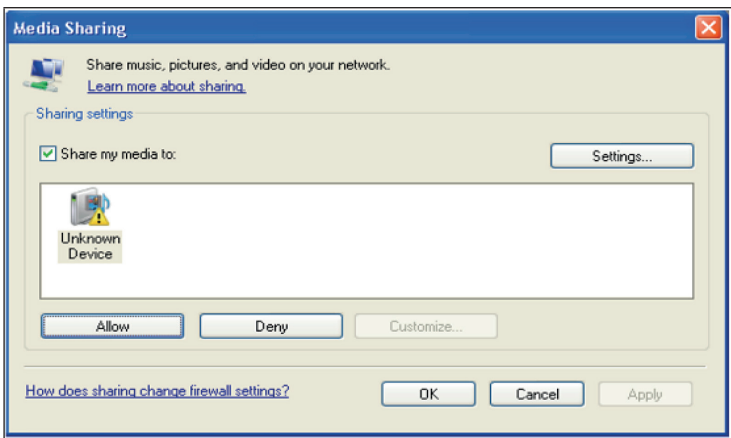 Media Sharing
Share music, pictures, and video on your network.
Learn more about sharing.
Sharing settings
Share my media to:
Settings...
Unknown
Device
Allow
Deny
Customize...
How does sharing change firewall settings?
OK
Cancel
Apply